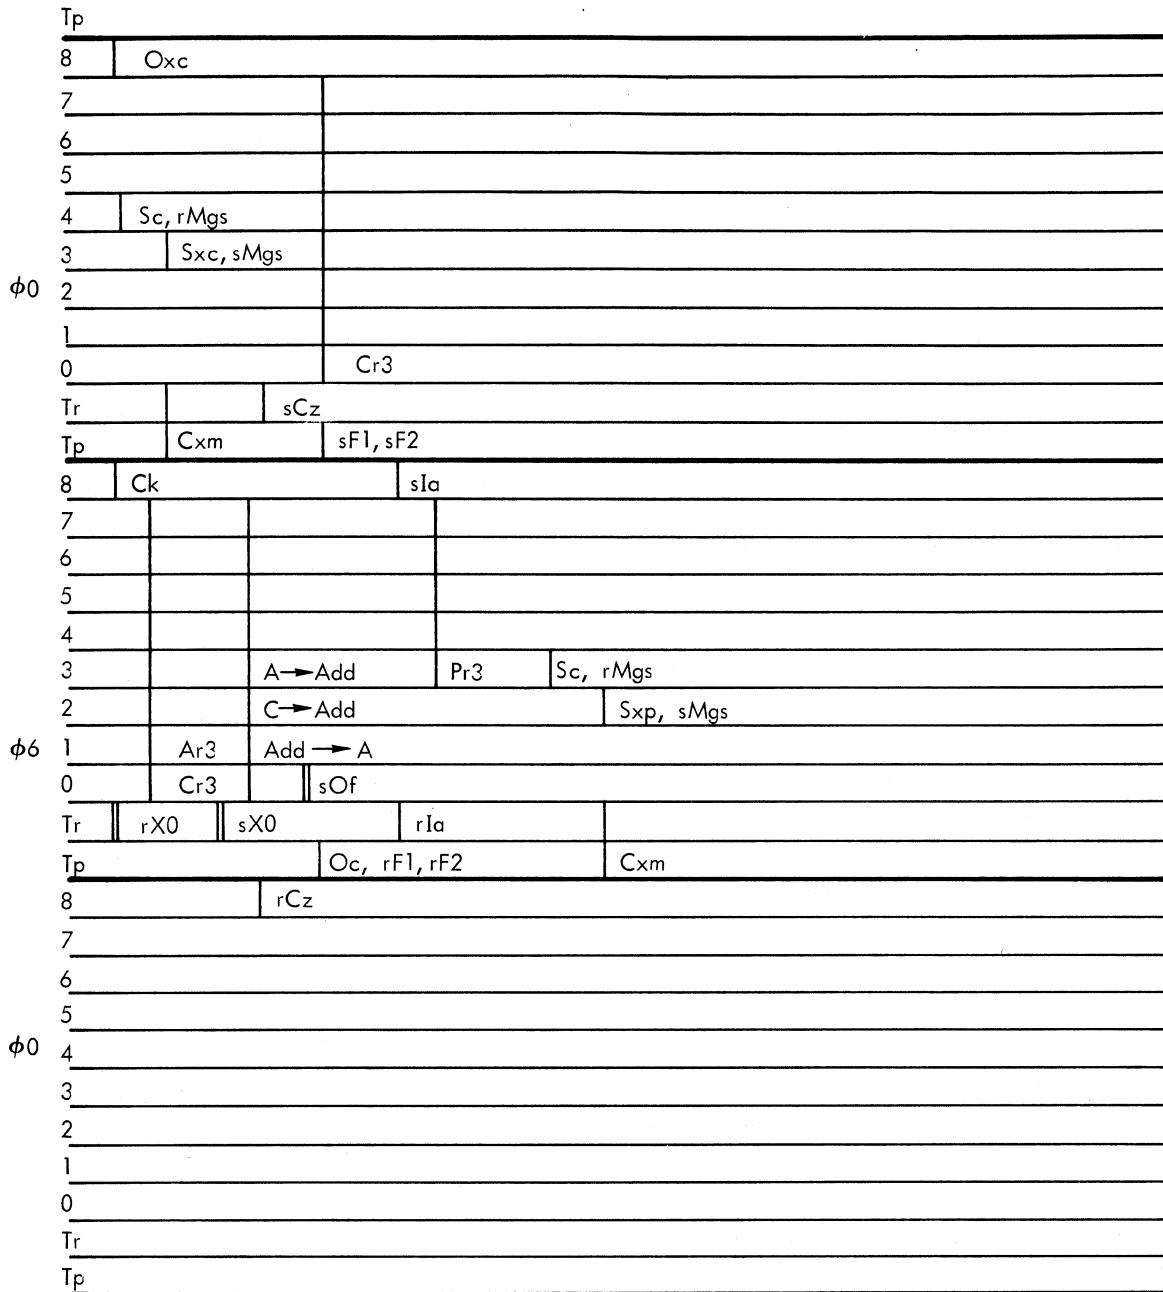 Tp
8 Oxc
7
6
5
4 Sc, rMgs
3 Sxc, sMgs
ϕ0 2
1
0 Cr3
Tr sCz
Tp Cxm sF1, sF2
8 Ck sIa
7
6
5
4
3 A→Add Pr3 Sc, rMgs
2 C→Add Sxp, sMgs
ϕ6 1 Ar3 Add → A
0 Cr3 sOf
Tr rX0 sX0 rIa
Tp Oc, rF1, rF2 Cxm
8 rCz
7
6
5
ϕ0 4
3
2
1
0
Tr
Tp